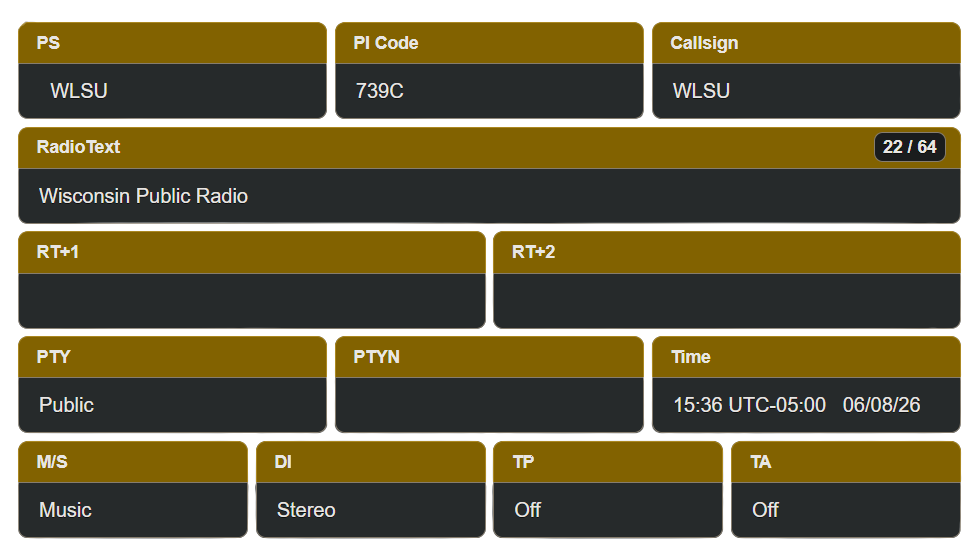 PS PI Code Callsign
WLSU 739C WLSU
RadioText 22 / 64
Wisconsin Public Radio
RT+1 RT+2
PTY PTYN Time
Public 15:36 UTC-05:00 06/08/26
M/S DI TP TA
Music Stereo Off Off